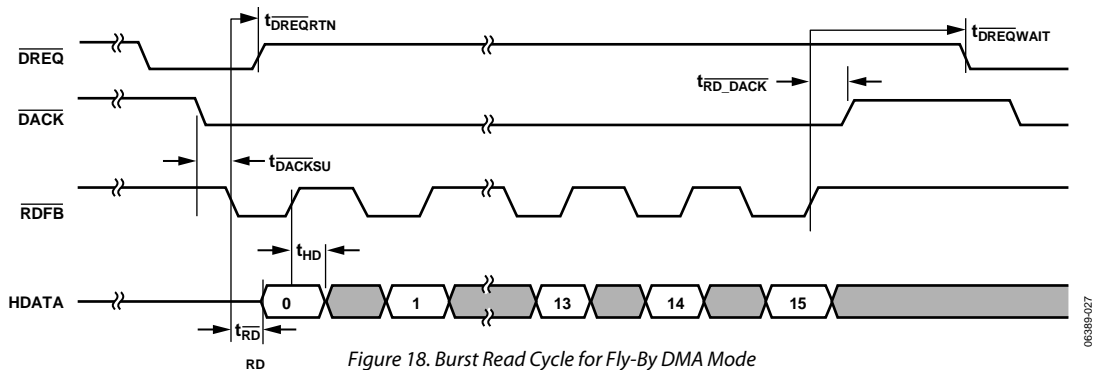 tDREQRTN
DREQ
tDREQWAIT
tRD_DACK
DACK
tDACKSU
RDFB
tHD
HDATA
0 1 13 14 15
tRD
RD
Figure 18. Burst Read Cycle for Fly-By DMA Mode
06389-027